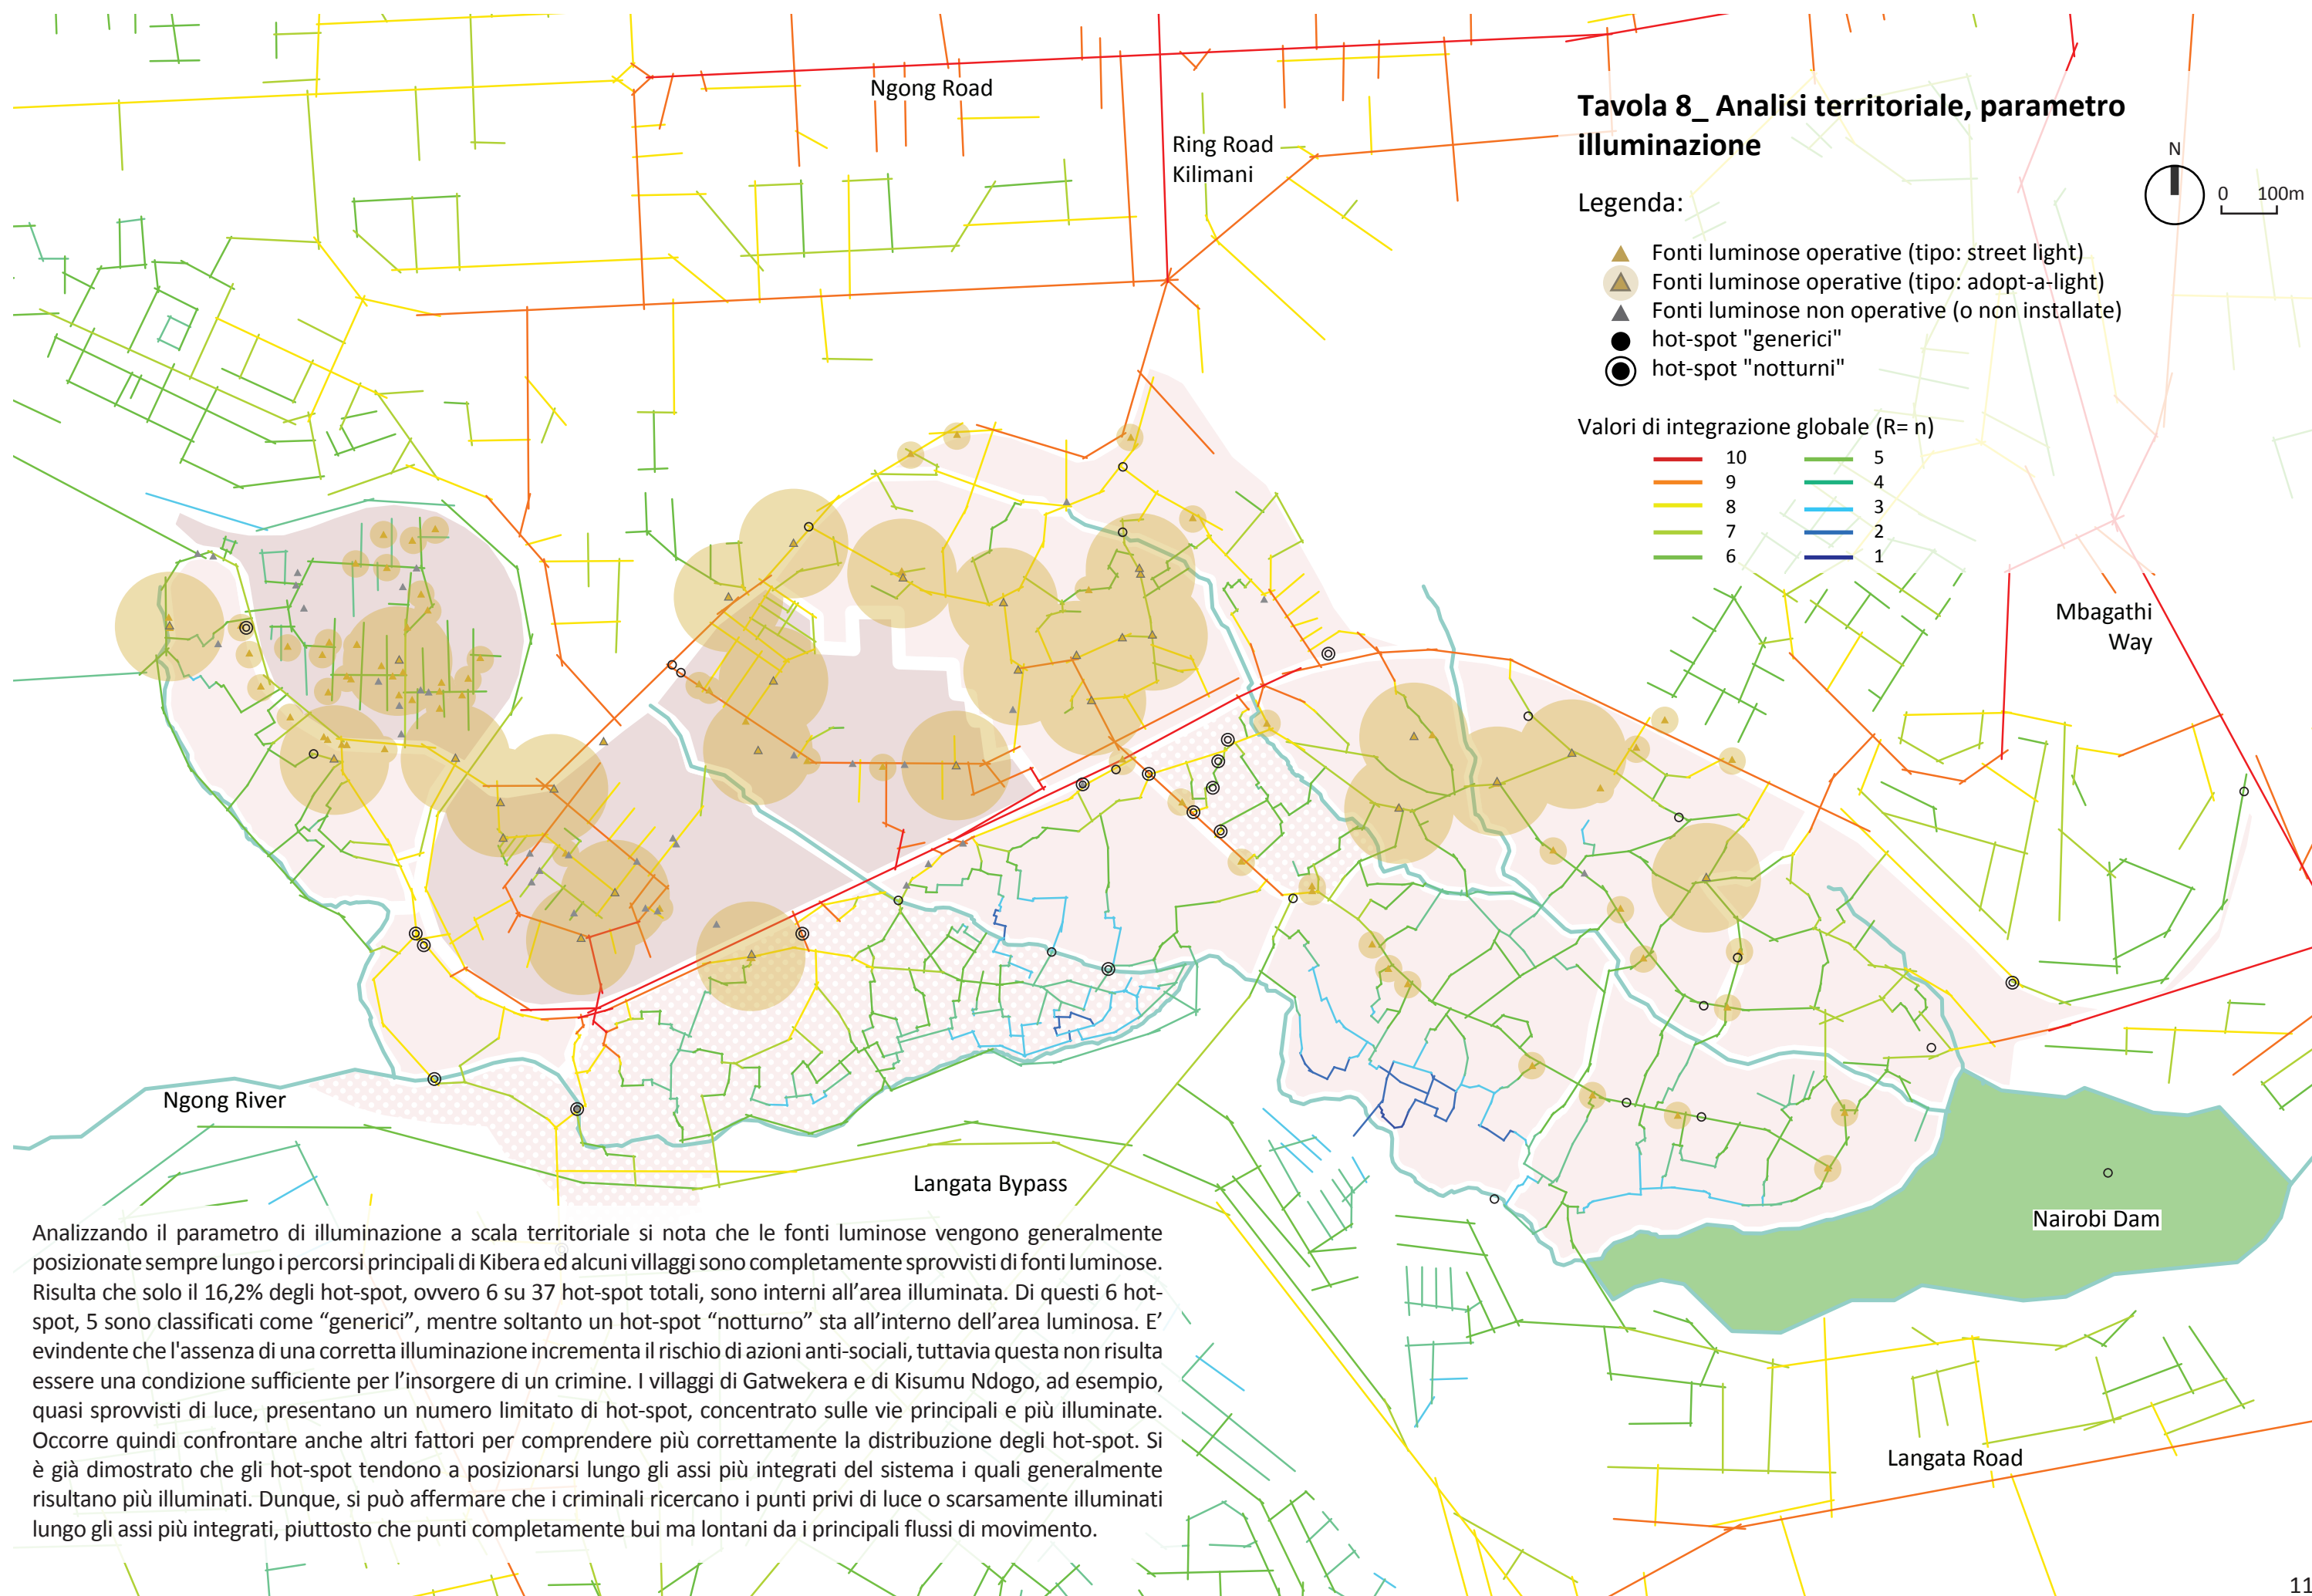 Ngong Road
Ring Road
Kilimani
Tavola 8_ Analisi territoriale, parametro
illuminazione
N
0 100m
Legenda:
Fonti luminose operative (tipo: street light)
Fonti luminose operative (tipo: adopt-a-light)
Fonti luminose non operative (o non installate)
hot-spot "generici"
hot-spot "notturni"
Valori di integrazione globale (R= n)
10 5
9 4
8 3
7 2
6 1
Mbagathi
Way
Ngong River
Langata Bypass
Nairobi Dam
Langata Road
Analizzando il parametro di illuminazione a scala territoriale si nota che le fonti luminose vengono generalmente
posizionate sempre lungo i percorsi principali di Kibera ed alcuni villaggi sono completamente sprovvisti di fonti luminose.
Risulta che solo il 16,2% degli hot-spot, ovvero 6 su 37 hot-spot totali, sono interni all’area illuminata. Di questi 6 hot-
spot, 5 sono classificati come “generici”, mentre soltanto un hot-spot “notturno” sta all’interno dell’area luminosa. E’
evindente che l'assenza di una corretta illuminazione incrementa il rischio di azioni anti-sociali, tuttavia questa non risulta
essere una condizione sufficiente per l’insorgere di un crimine. I villaggi di Gatwekera e di Kisumu Ndogo, ad esempio,
quasi sprovvisti di luce, presentano un numero limitato di hot-spot, concentrato sulle vie principali e più illuminate.
Occorre quindi confrontare anche altri fattori per comprendere più correttamente la distribuzione degli hot-spot. Si
è già dimostrato che gli hot-spot tendono a posizionarsi lungo gli assi più integrati del sistema i quali generalmente
risultano più illuminati. Dunque, si può affermare che i criminali ricercano i punti privi di luce o scarsamente illuminati
lungo gli assi più integrati, piuttosto che punti completamente bui ma lontani da i principali flussi di movimento.
11